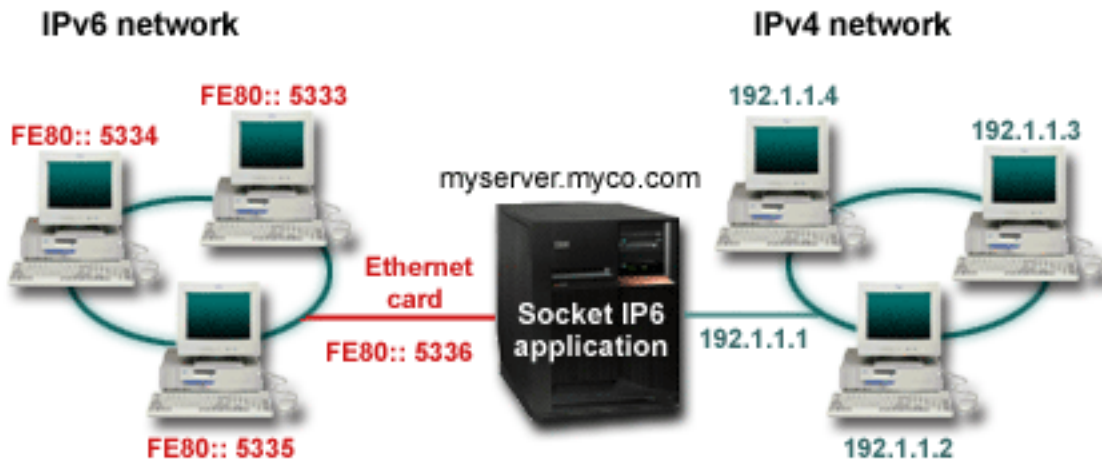 IPv6 network
IPv4 network
FE80:: 5333
FE80:: 5334
192.1.1.4
192.1.1.3
myserver.myco.com
Ethernet
card
FE80:: 5336
IBM
Socket IP6
application
192.1.1.1
FE80:: 5335
192.1.1.2